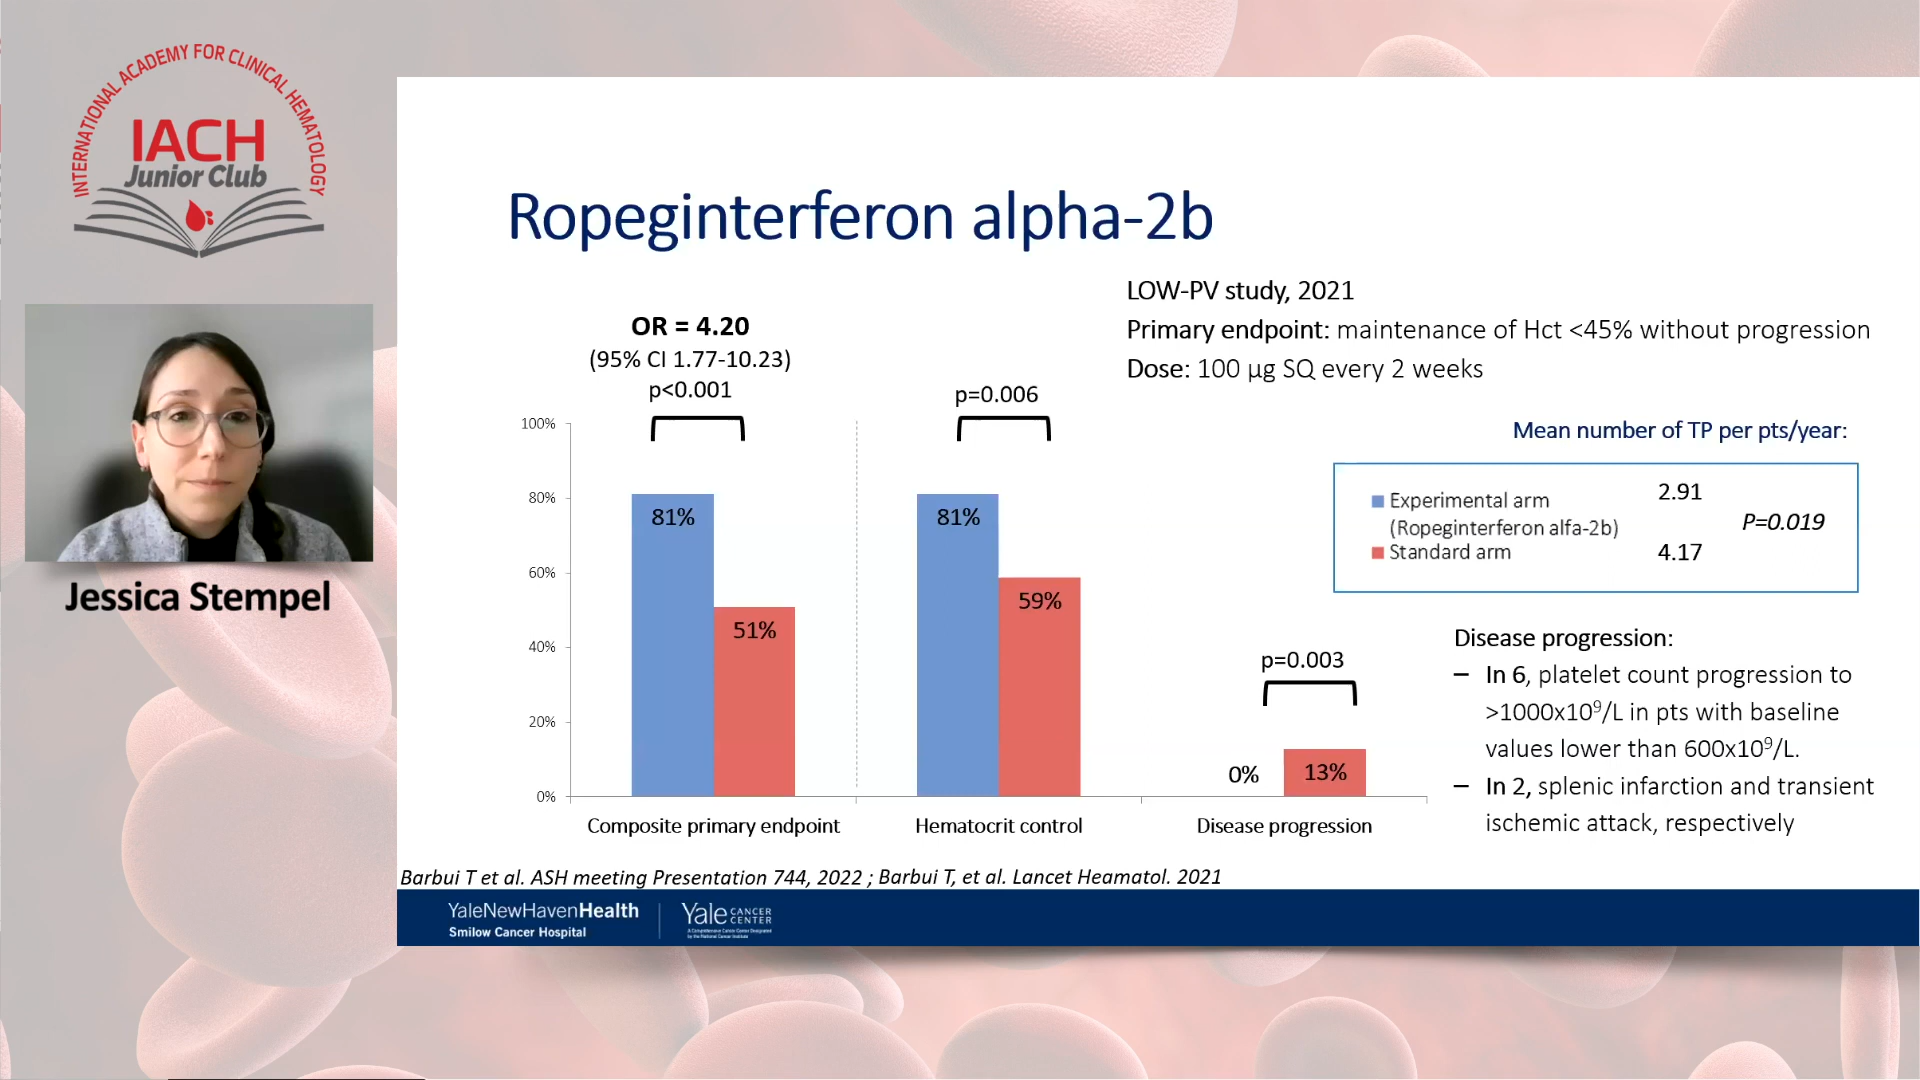 INTERNATIONAL ACADEMY FOR CLINICAL HEMATOLOGY
IACH
Junior Club
Jessica Stempel
Ropeginterferon alpha-2b
LOW-PV study, 2021
Primary endpoint: maintenance of Hct <45% without progression
Dose: 100 µg SQ every 2 weeks
OR = 4.20
(95% CI 1.77-10.23)
p<0.001
p=0.006
p=0.003
100%
80%
60%
40%
20%
0%
81%
51%
81%
59%
0%
13%
Composite primary endpoint
Hematocrit control
Disease progression
Mean number of TP per pts/year:
Experimental arm
(Ropeginterferon alfa-2b)
2.91
Standard arm
4.17
P=0.019
Disease progression:
– In 6, platelet count progression to
>1000x10⁹/L in pts with baseline
values lower than 600x10⁹/L.
– In 2, splenic infarction and transient
ischemic attack, respectively
Barbui T et al. ASH meeting Presentation 744, 2022 ; Barbui T, et al. Lancet Heamatol. 2021
YaleNewHavenHealth
Smilow Cancer Hospital
Yale CANCER CENTER
A Comprehensive Cancer Center Designated
by the National Cancer Institute